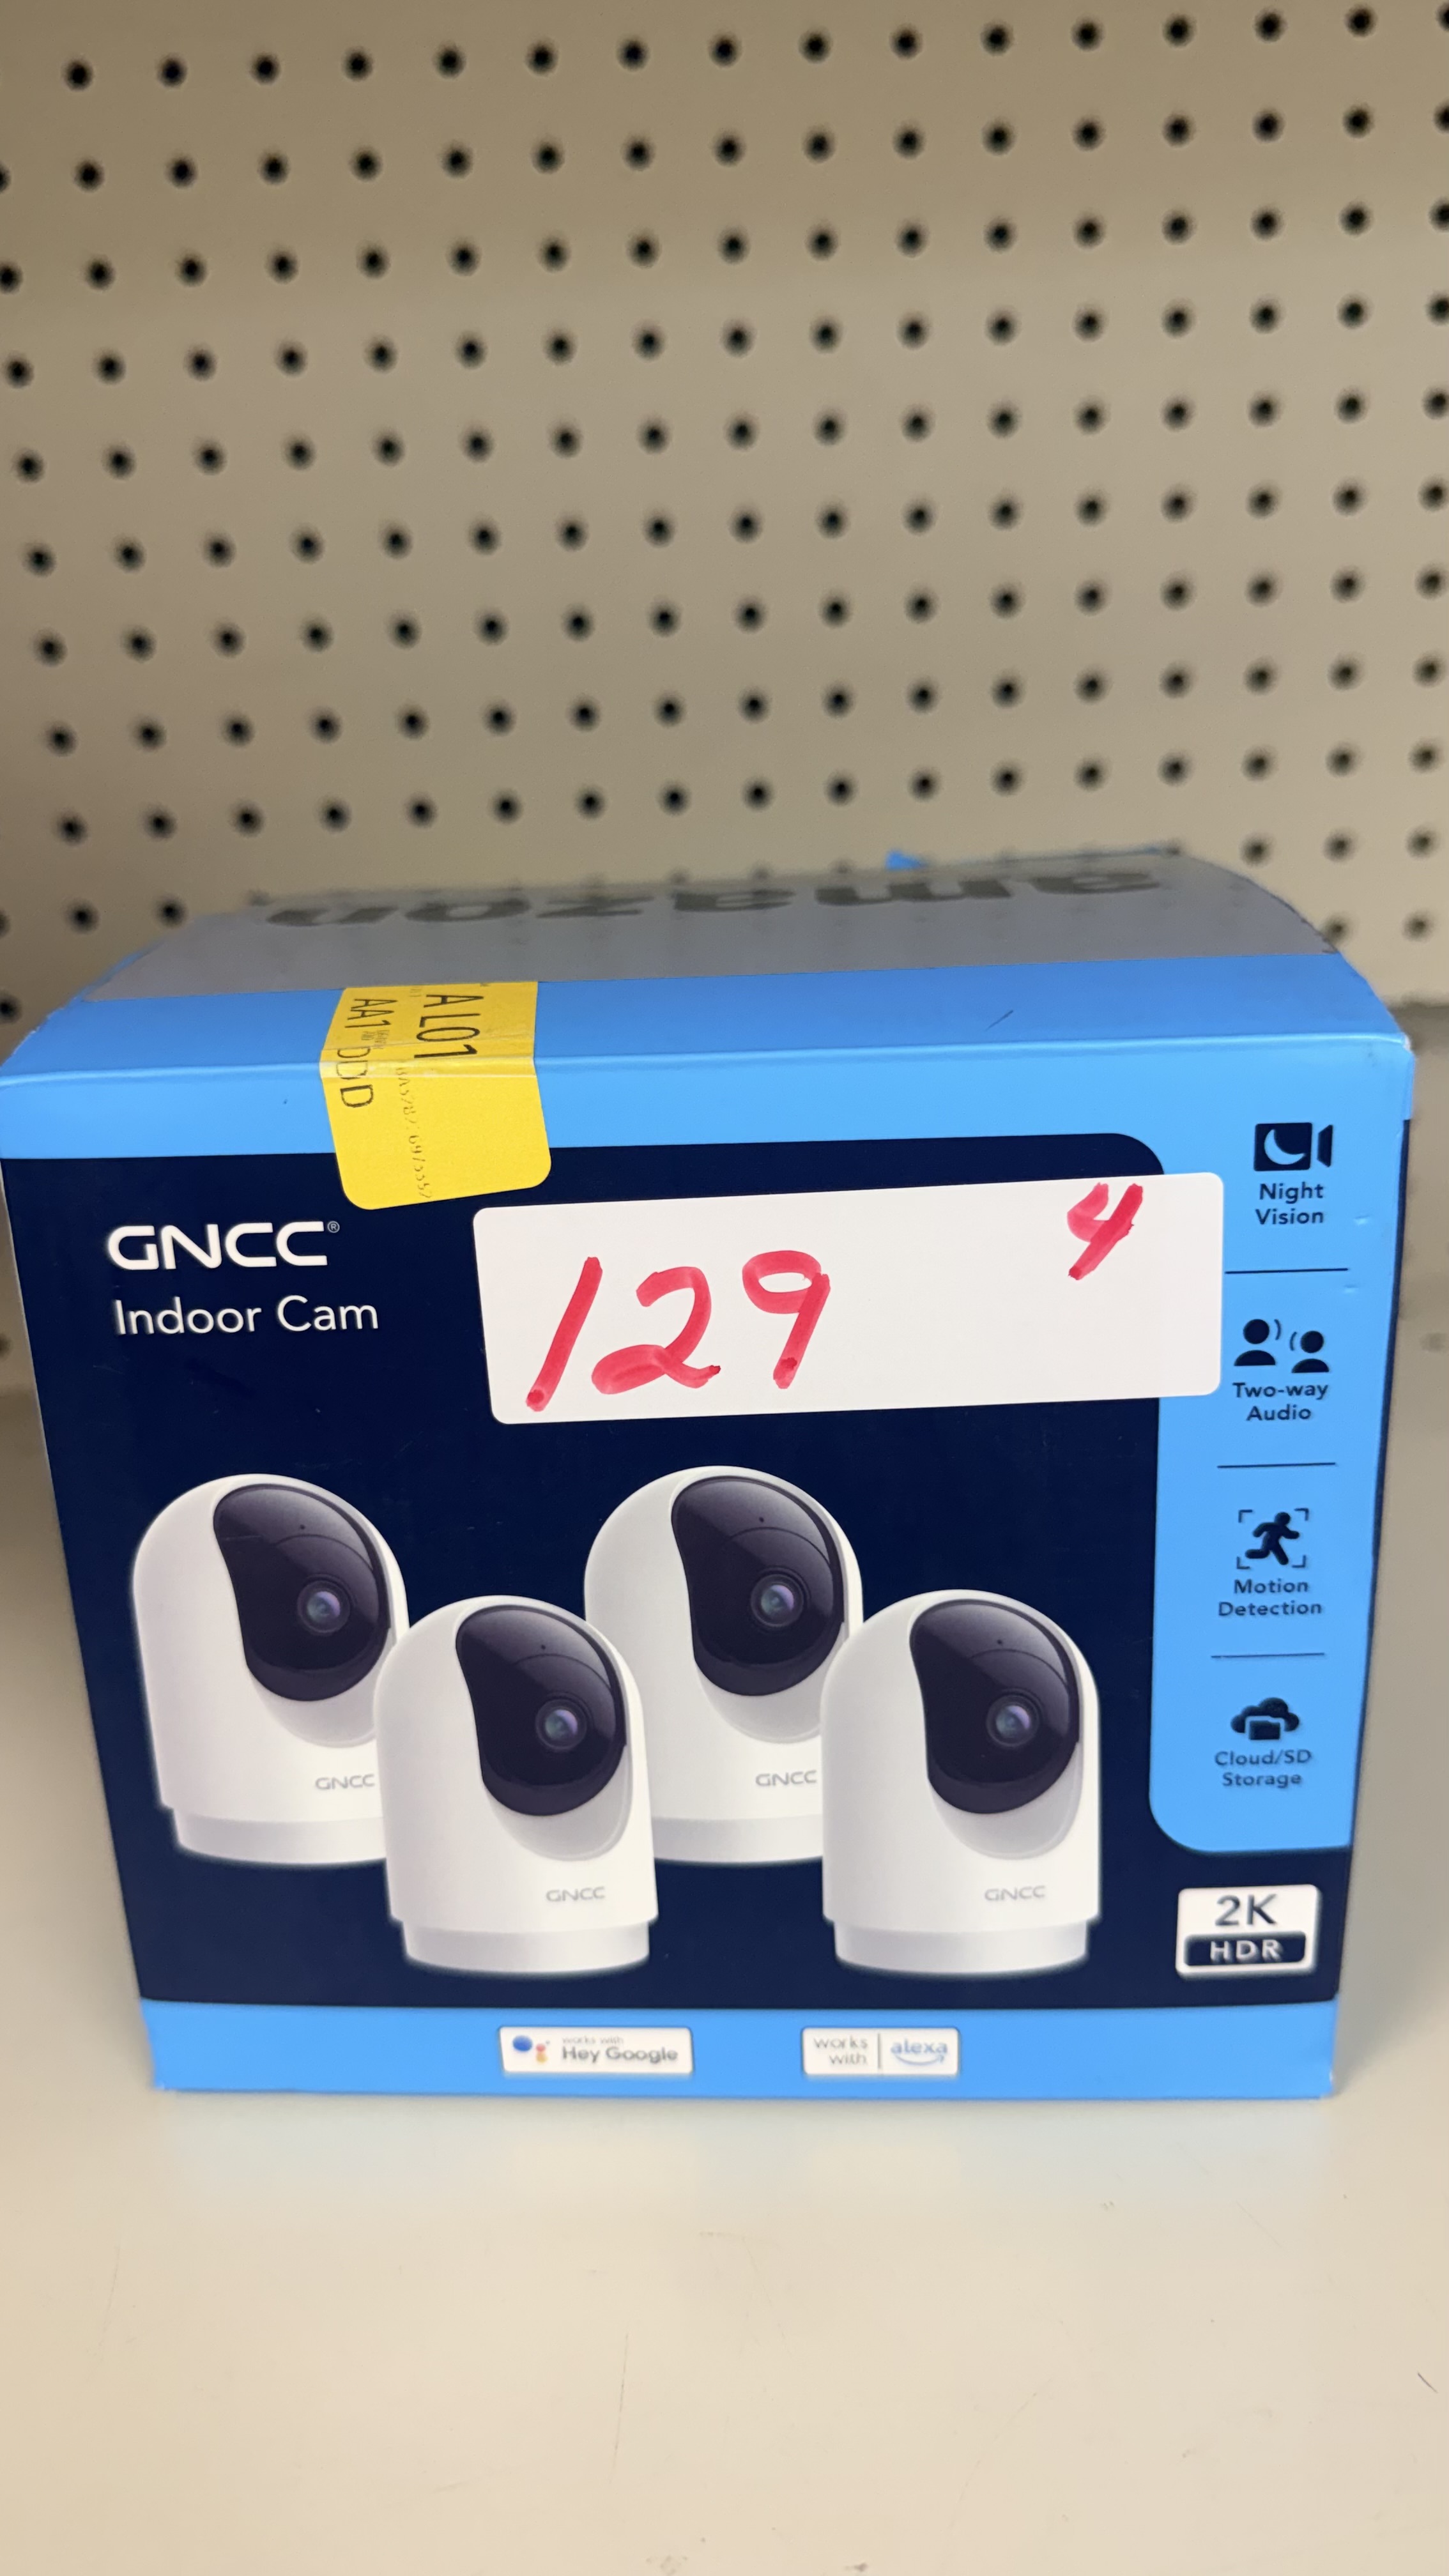 amazon
A L01
AA1
DDD
GNCC®
Indoor Cam
129
4
Night
Vision
Two-way
Audio
Motion
Detection
Cloud/SD
Storage
GNCC
GNCC
GNCC
GNCC
2K
HDR
works with
Hey Google
works
with
alexa